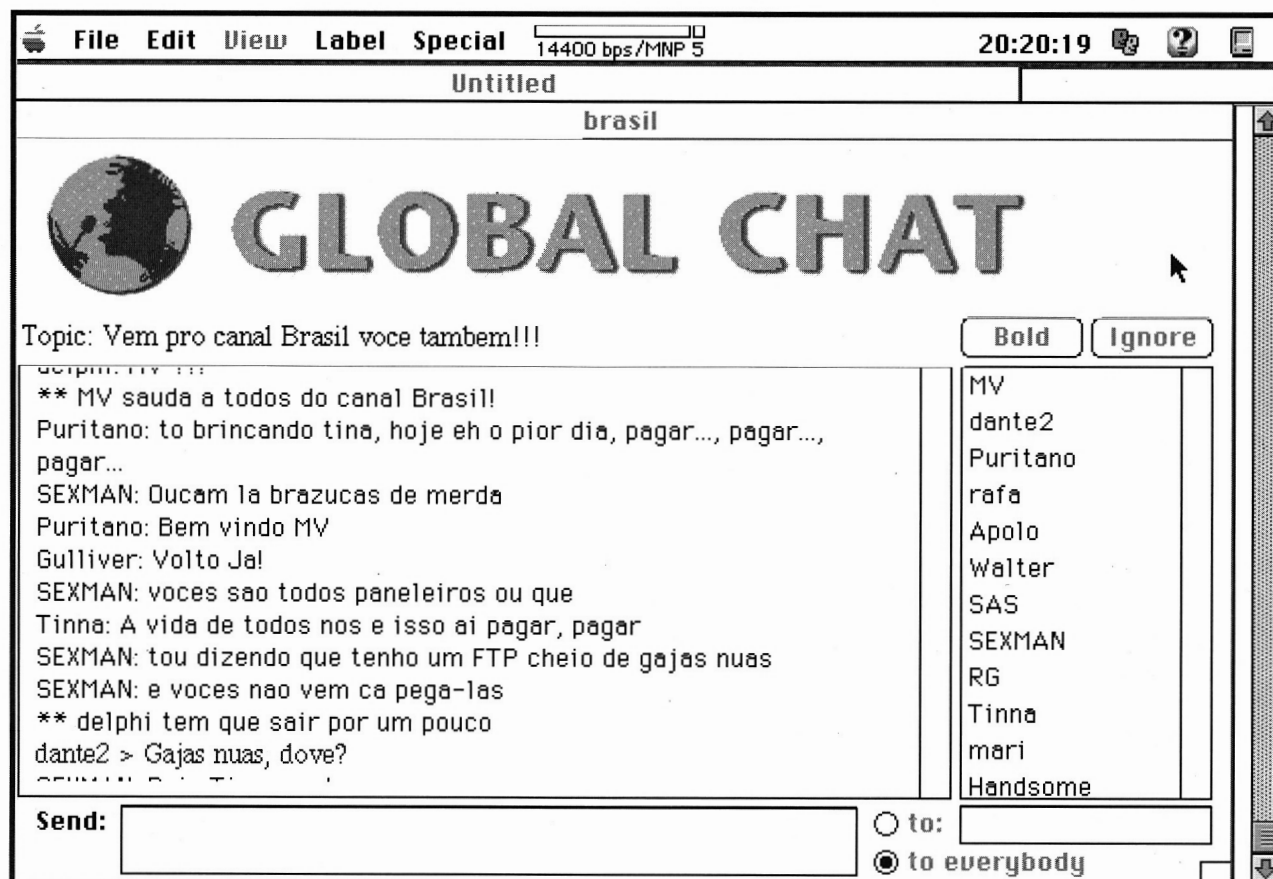 File Edit View Label Special 14400 bps/MNP 5 20:20:19
Untitled
brasil
GLOBAL CHAT
Topic: Vem pro canal Brasil voce tambem!!!
Bold Ignore
delphi: MV !!!
** MV sauda a todos do canal Brasil!
Puritano: to brincando tina, hoje eh o pior dia, pagar..., pagar...,
pagar...
SEXMAN: Oucam la brazucas de merda
Puritano: Bem vindo MV
Gulliver: Volto Ja!
SEXMAN: voces sao todos paneleiros ou que
Tinna: A vida de todos nos e isso ai pagar, pagar
SEXMAN: tou dizendo que tenho um FTP cheio de gajas nuas
SEXMAN: e voces nao vem ca pega-las
** delphi tem que sair por um pouco
dante2 > Gajas nuas, dove?
MV
dante2
Puritano
rafa
Apolo
Walter
SAS
SEXMAN
RG
Tinna
mari
Handsome
Send:
to:
to everybody